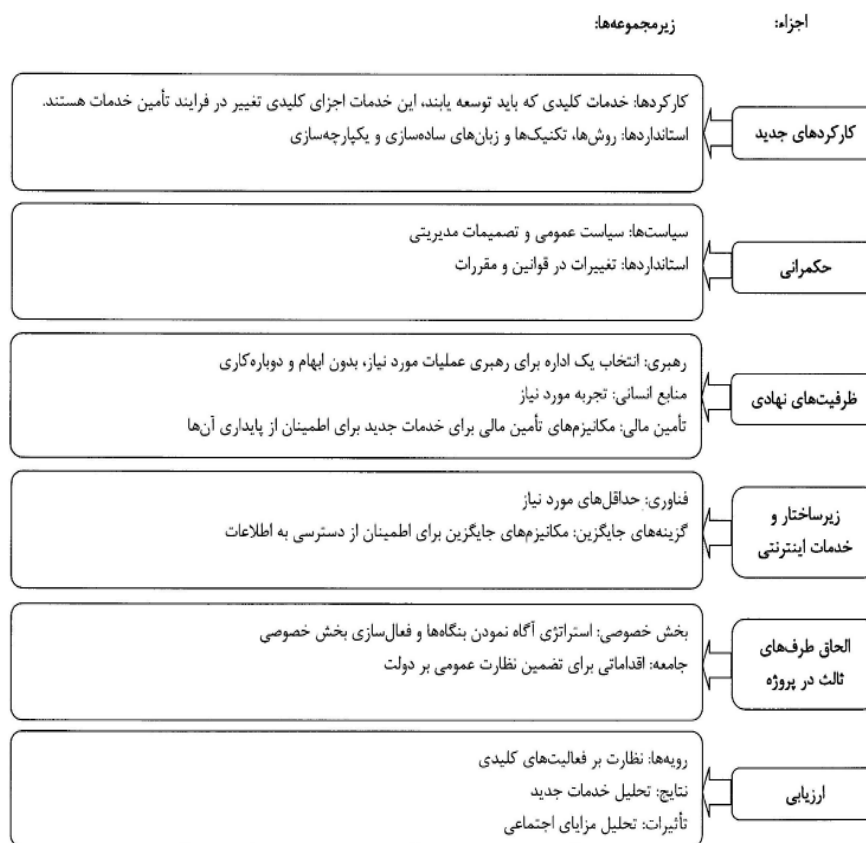 اجزاء:
زیرمجموعه‌ها:
کارکردهای جدید
کارکردها: خدمات کلیدی که باید توسعه یابند، این خدمات اجزای کلیدی تغییر در فرایند تأمین خدمات هستند.
استانداردها: روش‌ها، تکنیک‌ها و زبان‌های ساده‌سازی و یکپارچه‌سازی
حکمرانی
سیاست‌ها: سیاست عمومی و تصمیمات مدیریتی
استانداردها: تغییرات در قوانین و مقررات
ظرفیت‌های نهادی
رهبری: انتخاب یک اداره برای رهبری عملیات مورد نیاز، بدون ابهام و دوباره‌کاری
منابع انسانی: تجربه مورد نیاز
تأمین مالی: مکانیزم‌های تأمین مالی برای خدمات جدید برای اطمینان از پایداری آن‌ها
زیرساختار و
خدمات اینترنتی
فناوری: حداقل‌های مورد نیاز
گزینه‌های جایگزین: مکانیزم‌های جایگزین برای اطمینان از دسترسی به اطلاعات
الحاق طرف‌های
ثالث در پروژه
بخش خصوصی: استراتژی آگاه نمودن بنگاه‌ها و فعال‌سازی بخش خصوصی
جامعه: اقداماتی برای تضمین نظارت عمومی بر دولت
ارزیابی
رویه‌ها: نظارت بر فعالیت‌های کلیدی
نتایج: تحلیل خدمات جدید
تأثیرات: تحلیل مزایای اجتماعی